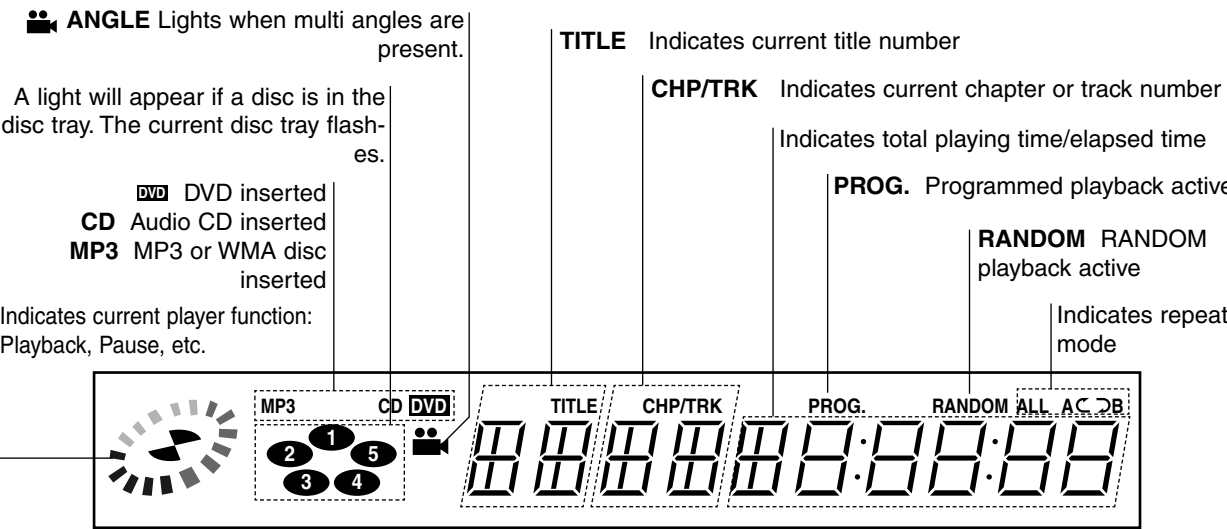 ANGLE Lights when multi angles are
present.
TITLE Indicates current title number
CHP/TRK Indicates current chapter or track number
A light will appear if a disc is in the
disc tray. The current disc tray flash-
es.
Indicates total playing time/elapsed time
DVD DVD inserted
CD Audio CD inserted
MP3 MP3 or WMA disc
inserted
PROG. Programmed playback active
RANDOM RANDOM
playback active
Indicates current player function:
Playback, Pause, etc.
Indicates repeat
mode
MP3 CD DVD TITLE CHP/TRK PROG. RANDOM ALL A B
1
2 5
3 4